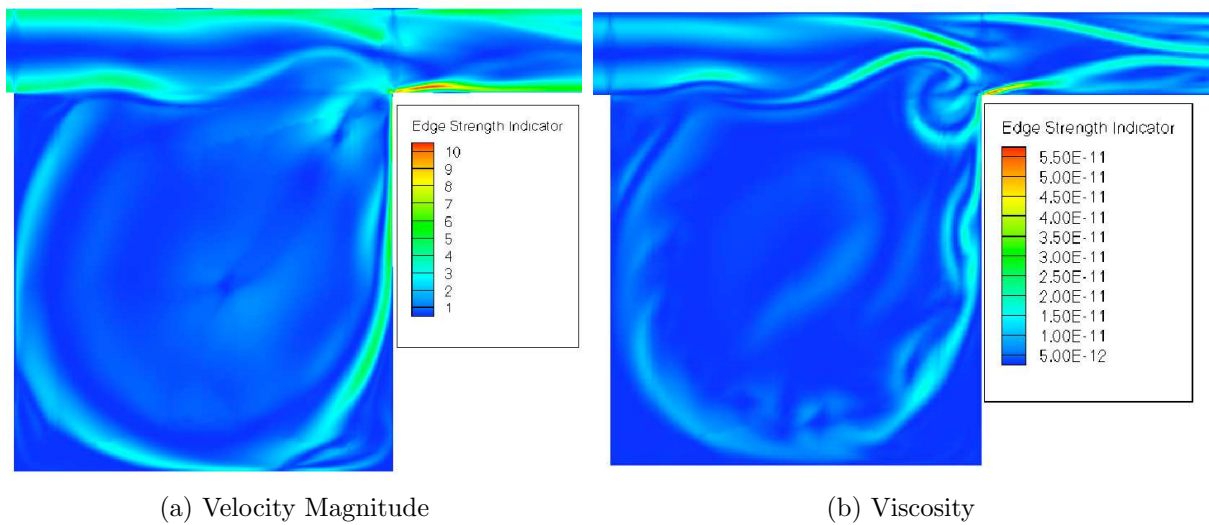 Edge Strength Indicator
10
9
8
7
6
5
4
3
2
1
Edge Strength Indicator
5.50E-11
5.00E-11
4.50E-11
4.00E-11
3.50E-11
3.00E-11
2.50E-11
2.00E-11
1.50E-11
1.00E-11
5.00E-12
(a) Velocity Magnitude
(b) Viscosity